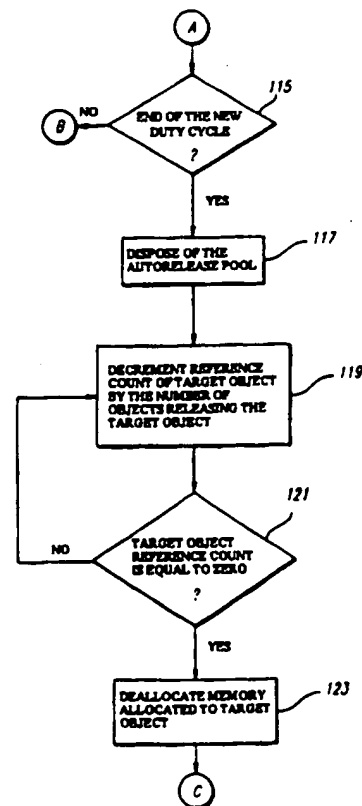 A
115
END OF THE NEW
DUTY CYCLE
?
NO
B
YES
117
DISPOSE OF THE
AUTORELEASE POOL
DECREMENT REFERENCE
COUNT OF TARGET OBJECT
BY THE NUMBER OF
OBJECTS RELEASING THE
TARGET OBJECT
119
121
TARGET OBJECT
REFERENCE COUNT
IS EQUAL TO ZERO
?
NO
YES
123
DEALLOCATE MEMORY
ALLOCATED TO TARGET
OBJECT
C